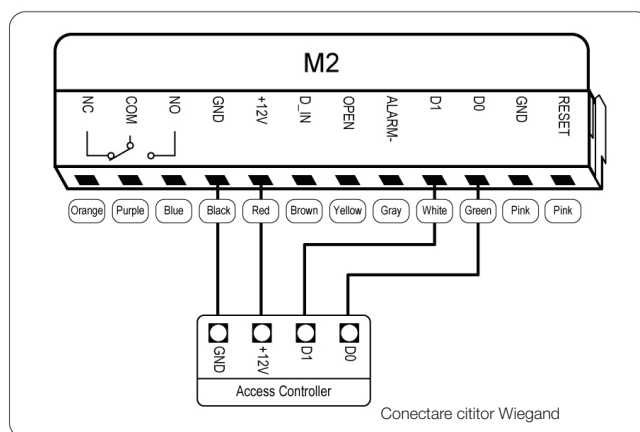 M2
NC COM NO GND +12V D_IN OPEN ALARM- D1 D0 GND RESET
Orange Purple Blue Black Red Brown Yellow Gray White Green Pink Pink
GND +12V D1 D0
Access Controller
Conectare cititor Wiegand